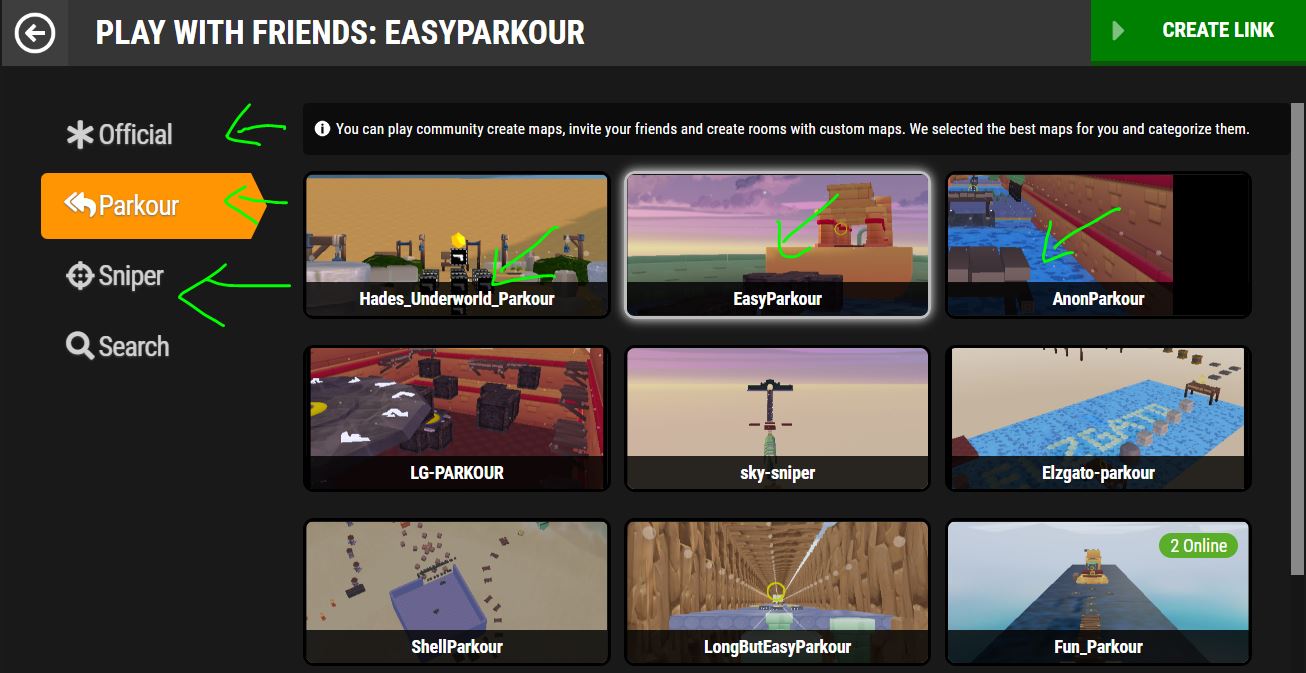 PLAY WITH FRIENDS: EASYPARKOUR
CREATE LINK
Official
Parkour
Sniper
Search
You can play community create maps, invite your friends and create rooms with custom maps. We selected the best maps for you and categorize them.
Hades_Underworld_Parkour
EasyParkour
AnonParkour
LG-PARKOUR
sky-sniper
ELZGATO
Elzgato-parkour
ShellParkour
LongButEasyParkour
2 Online
Fun_Parkour